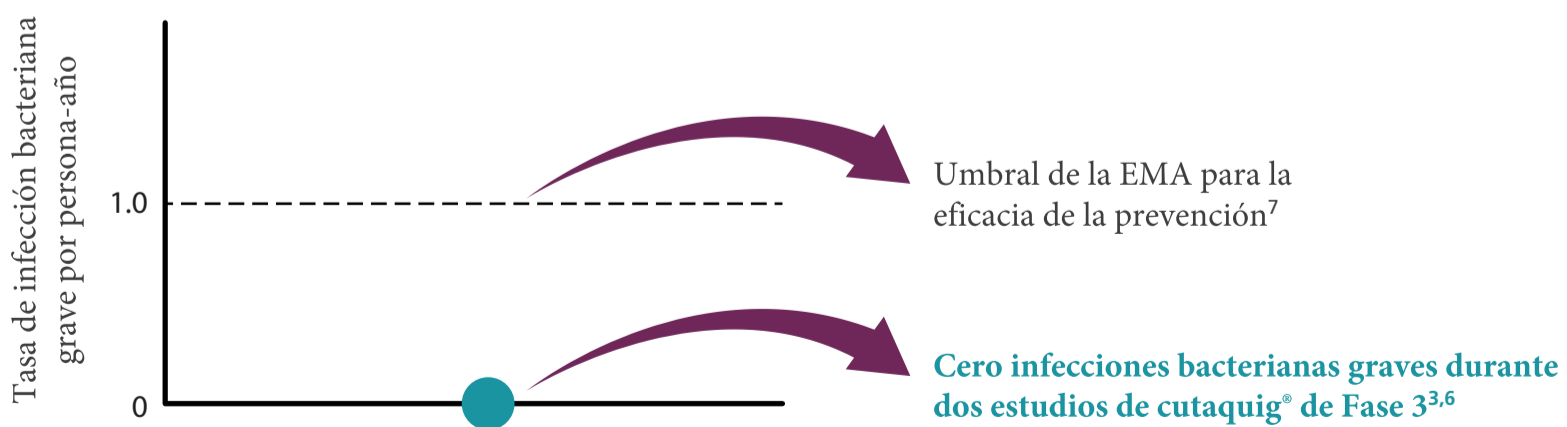 Tasa de infección bacteriana
grave por persona-año
1.0
0
Umbral de la EMA para la
eficacia de la prevención⁷
Cero infecciones bacterianas graves durante
dos estudios de cutaquig® de Fase 3³,⁶